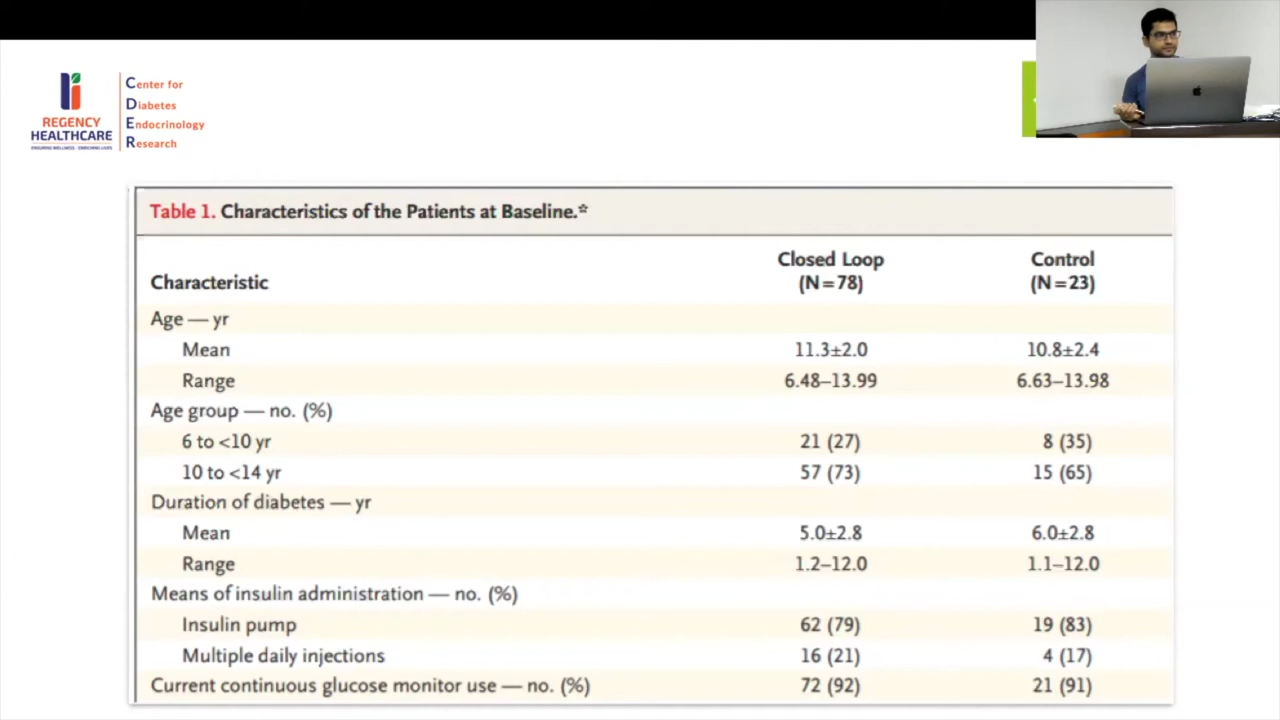 REGENCY
HEALTHCARE
ENSURING WELLNESS · ENRICHING LIVES
Center for
Diabetes
Endocrinology
Research
Table 1. Characteristics of the Patients at Baseline.*
Characteristic Closed Loop (N=78) Control (N=23)
Age — yr
Mean 11.3±2.0 10.8±2.4
Range 6.48–13.99 6.63–13.98
Age group — no. (%)
6 to <10 yr 21 (27) 8 (35)
10 to <14 yr 57 (73) 15 (65)
Duration of diabetes — yr
Mean 5.0±2.8 6.0±2.8
Range 1.2–12.0 1.1–12.0
Means of insulin administration — no. (%)
Insulin pump 62 (79) 19 (83)
Multiple daily injections 16 (21) 4 (17)
Current continuous glucose monitor use — no. (%) 72 (92) 21 (91)